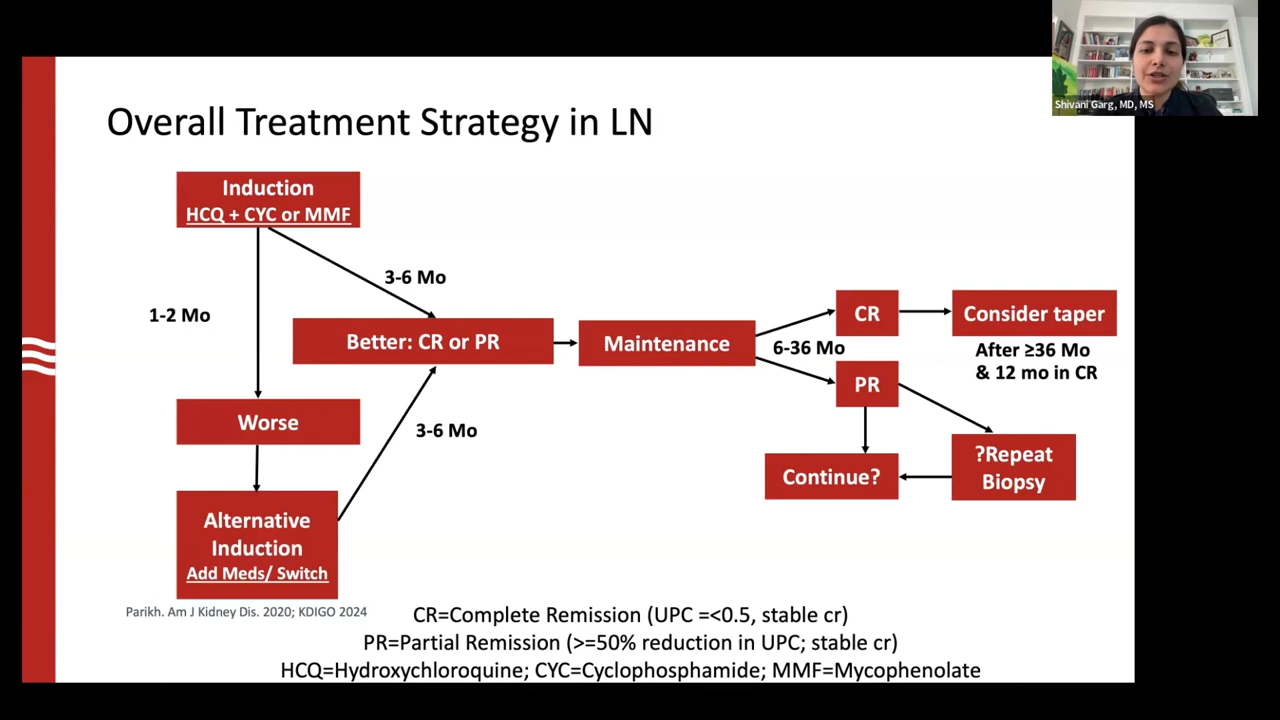 Shivani Garg, MD, MS
Overall Treatment Strategy in LN
Induction
HCQ + CYC or MMF
3-6 Mo
1-2 Mo
Better: CR or PR
Maintenance
6-36 Mo
CR
Consider taper
After ≥36 Mo
& 12 mo in CR
PR
Worse
3-6 Mo
Continue?
?Repeat
Biopsy
Alternative
Induction
Add Meds/ Switch
Parikh. Am J Kidney Dis. 2020; KDIGO 2024
CR=Complete Remission (UPC =<0.5, stable cr)
PR=Partial Remission (>=50% reduction in UPC; stable cr)
HCQ=Hydroxychloroquine; CYC=Cyclophosphamide; MMF=Mycophenolate